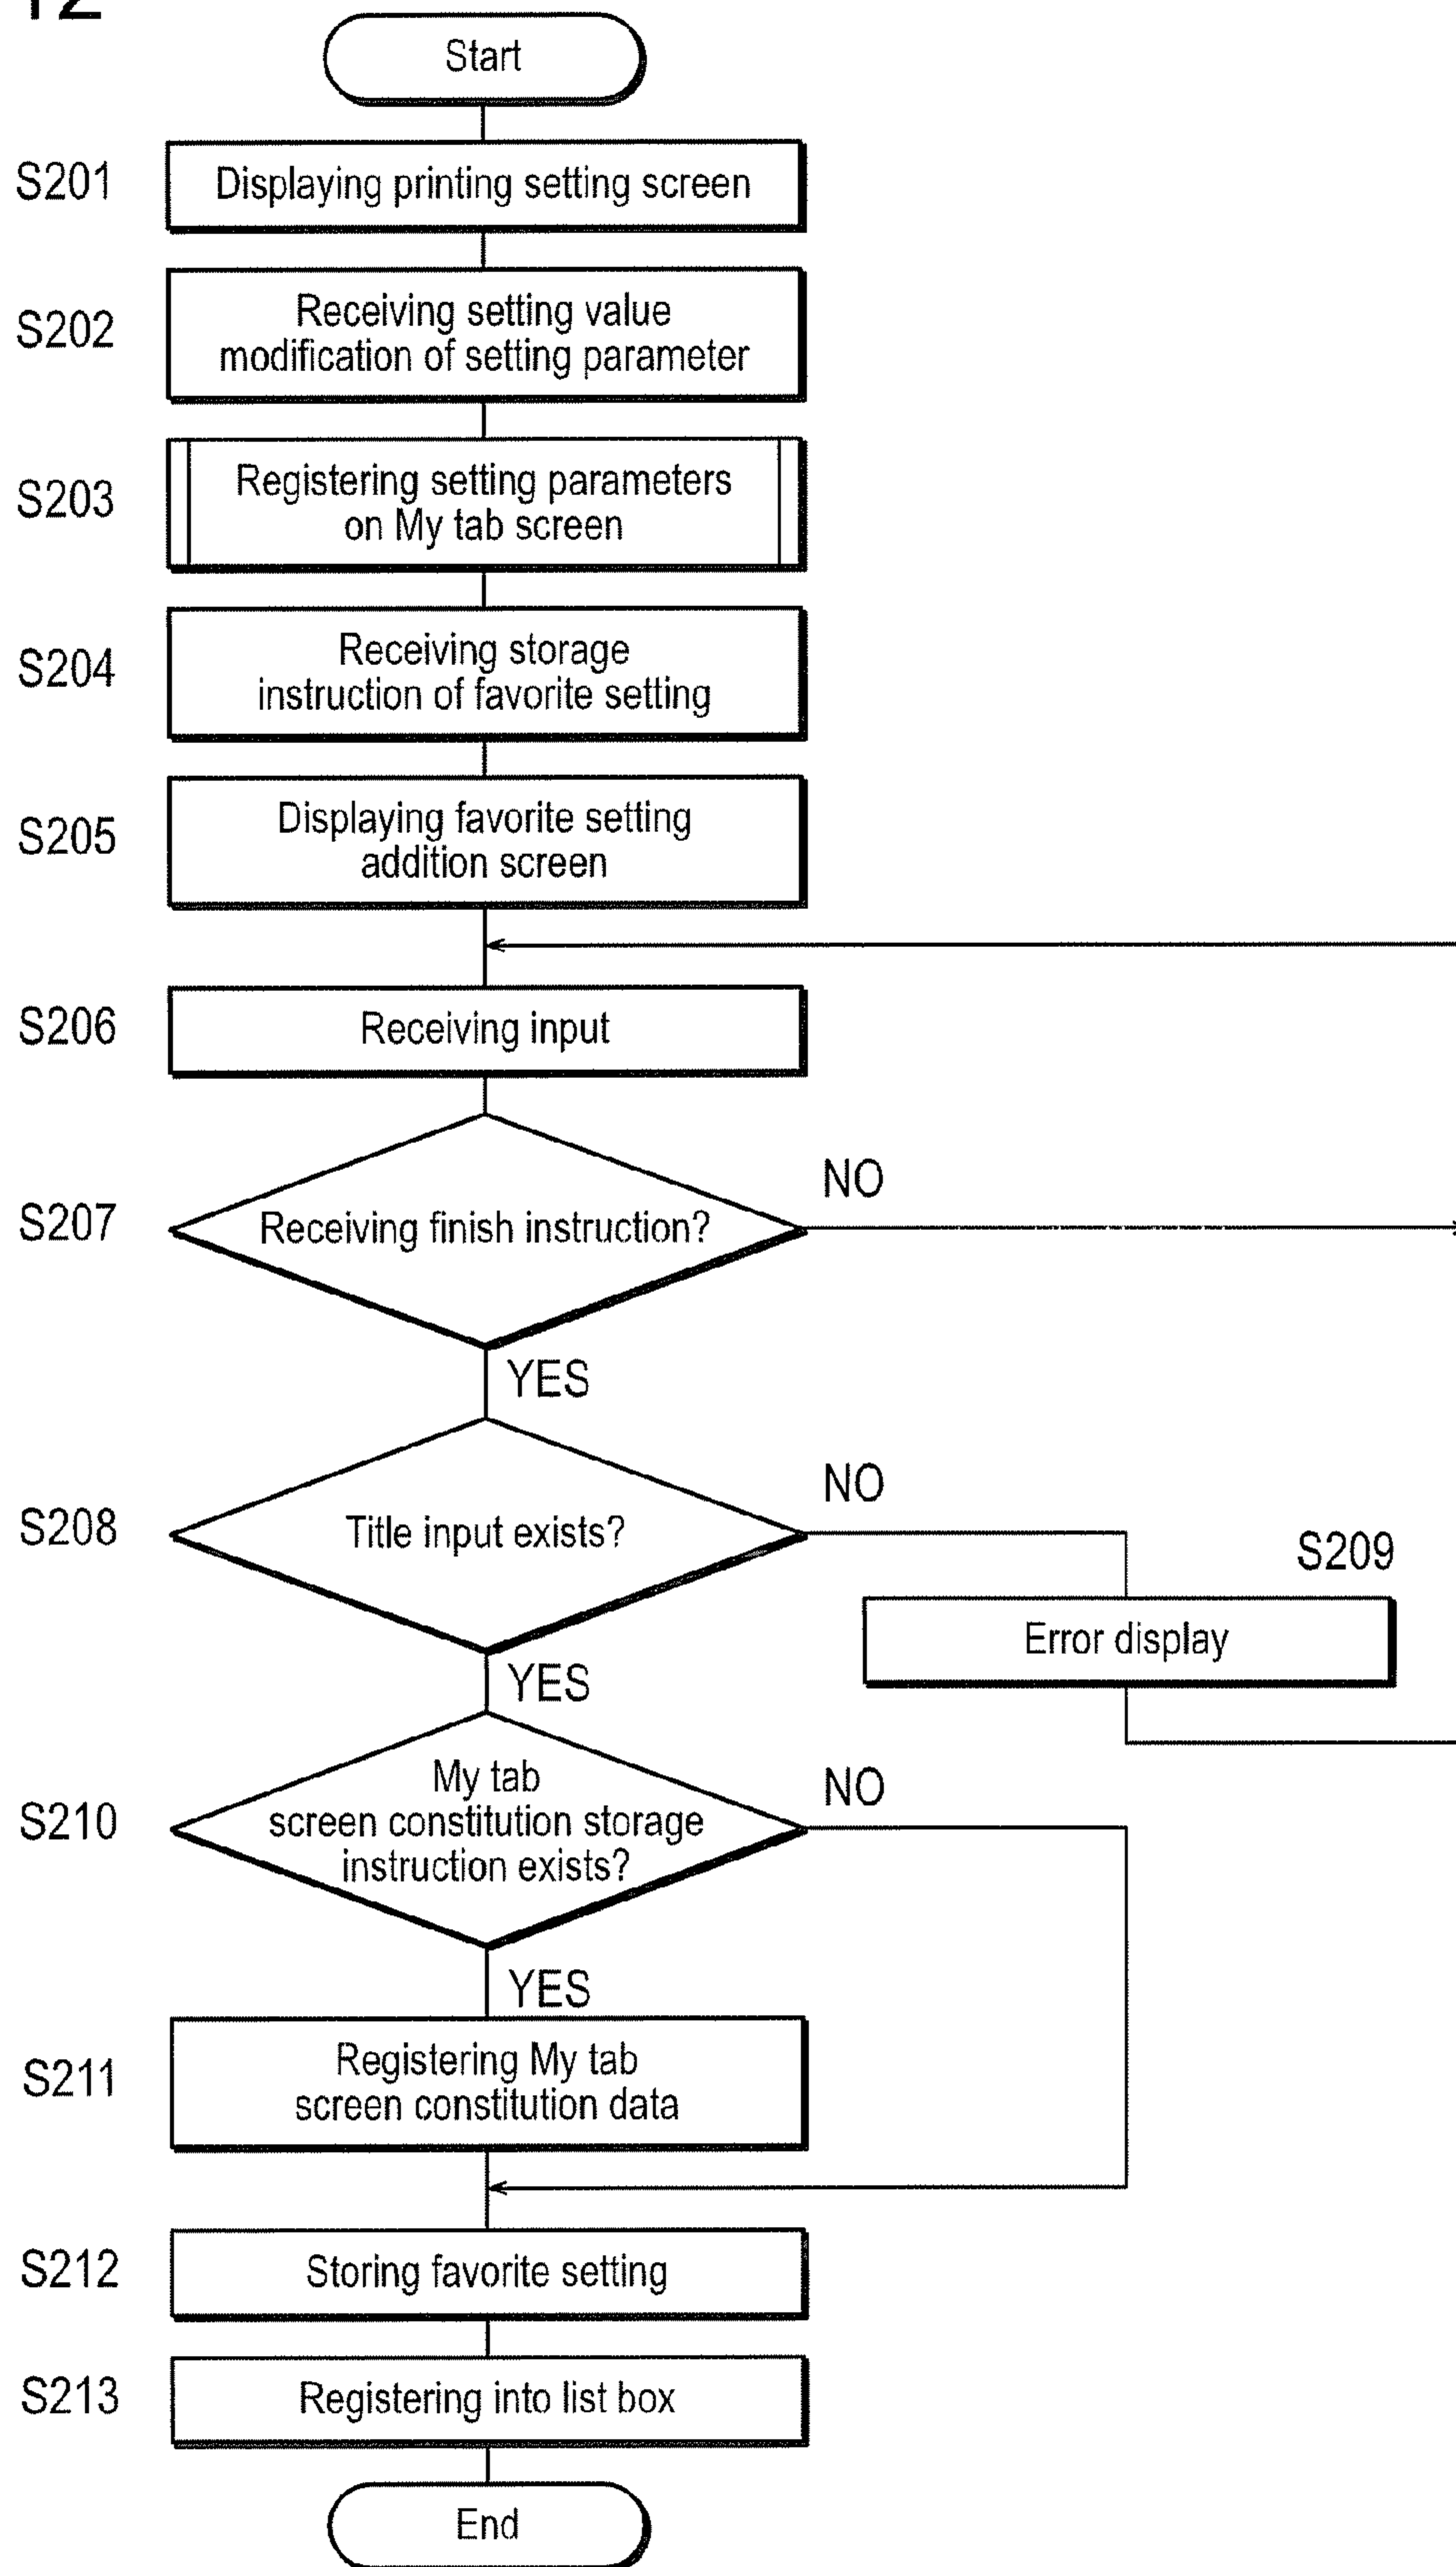 12
Start
S201
Displaying printing setting screen
S202
Receiving setting value
modification of setting parameter
S203
Registering setting parameters
on My tab screen
S204
Receiving storage
instruction of favorite setting
S205
Displaying favorite setting
addition screen
S206
Receiving input
S207
Receiving finish instruction?
NO
YES
S208
Title input exists?
NO
S209
Error display
YES
S210
My tab
screen constitution storage
instruction exists?
NO
YES
S211
Registering My tab
screen constitution data
S212
Storing favorite setting
S213
Registering into list box
End